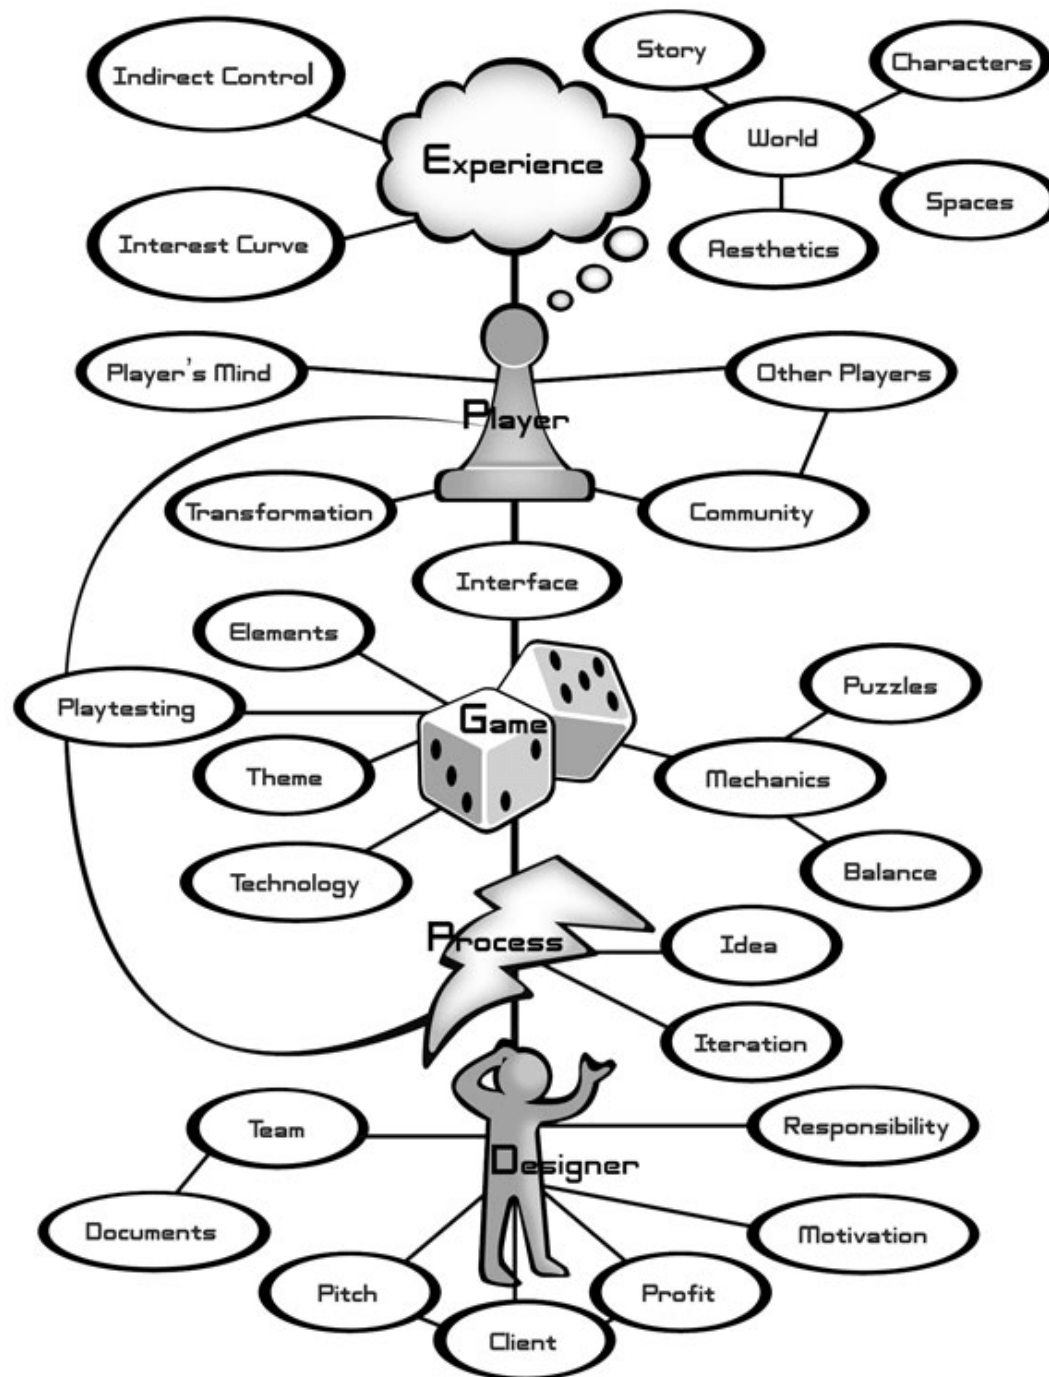 Story
Characters
Indirect Control
World
Experience
Spaces
Interest Curve
Aesthetics
Player's Mind
Other Players
Player
Transformation
Community
Interface
Elements
Puzzles
Playtesting
Game
Theme
Mechanics
Technology
Balance
Process
Idea
Iteration
Team
Responsibility
Designer
Documents
Motivation
Pitch
Profit
Client